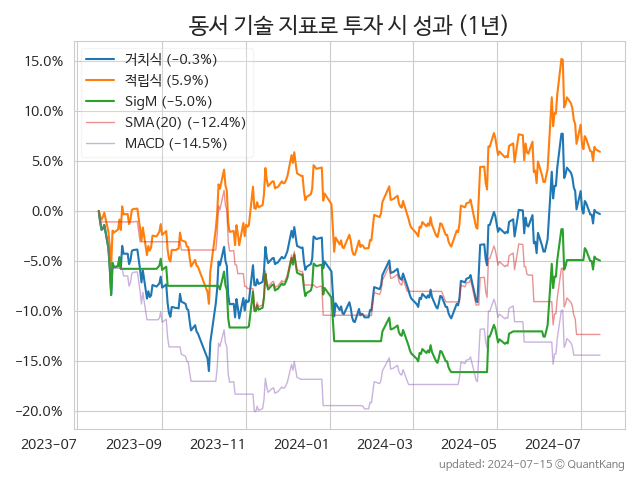 동서 기술 지표로 투자 시 성과 (1년)
거치식 (-0.3%)
적립식 (5.9%)
SigM (-5.0%)
SMA(20) (-12.4%)
MACD (-14.5%)
15.0%
10.0%
5.0%
0.0%
-5.0%
-10.0%
-15.0%
-20.0%
2023-07 2023-09 2023-11 2024-01 2024-03 2024-05 2024-07
updated: 2024-07-15 © QuantKang